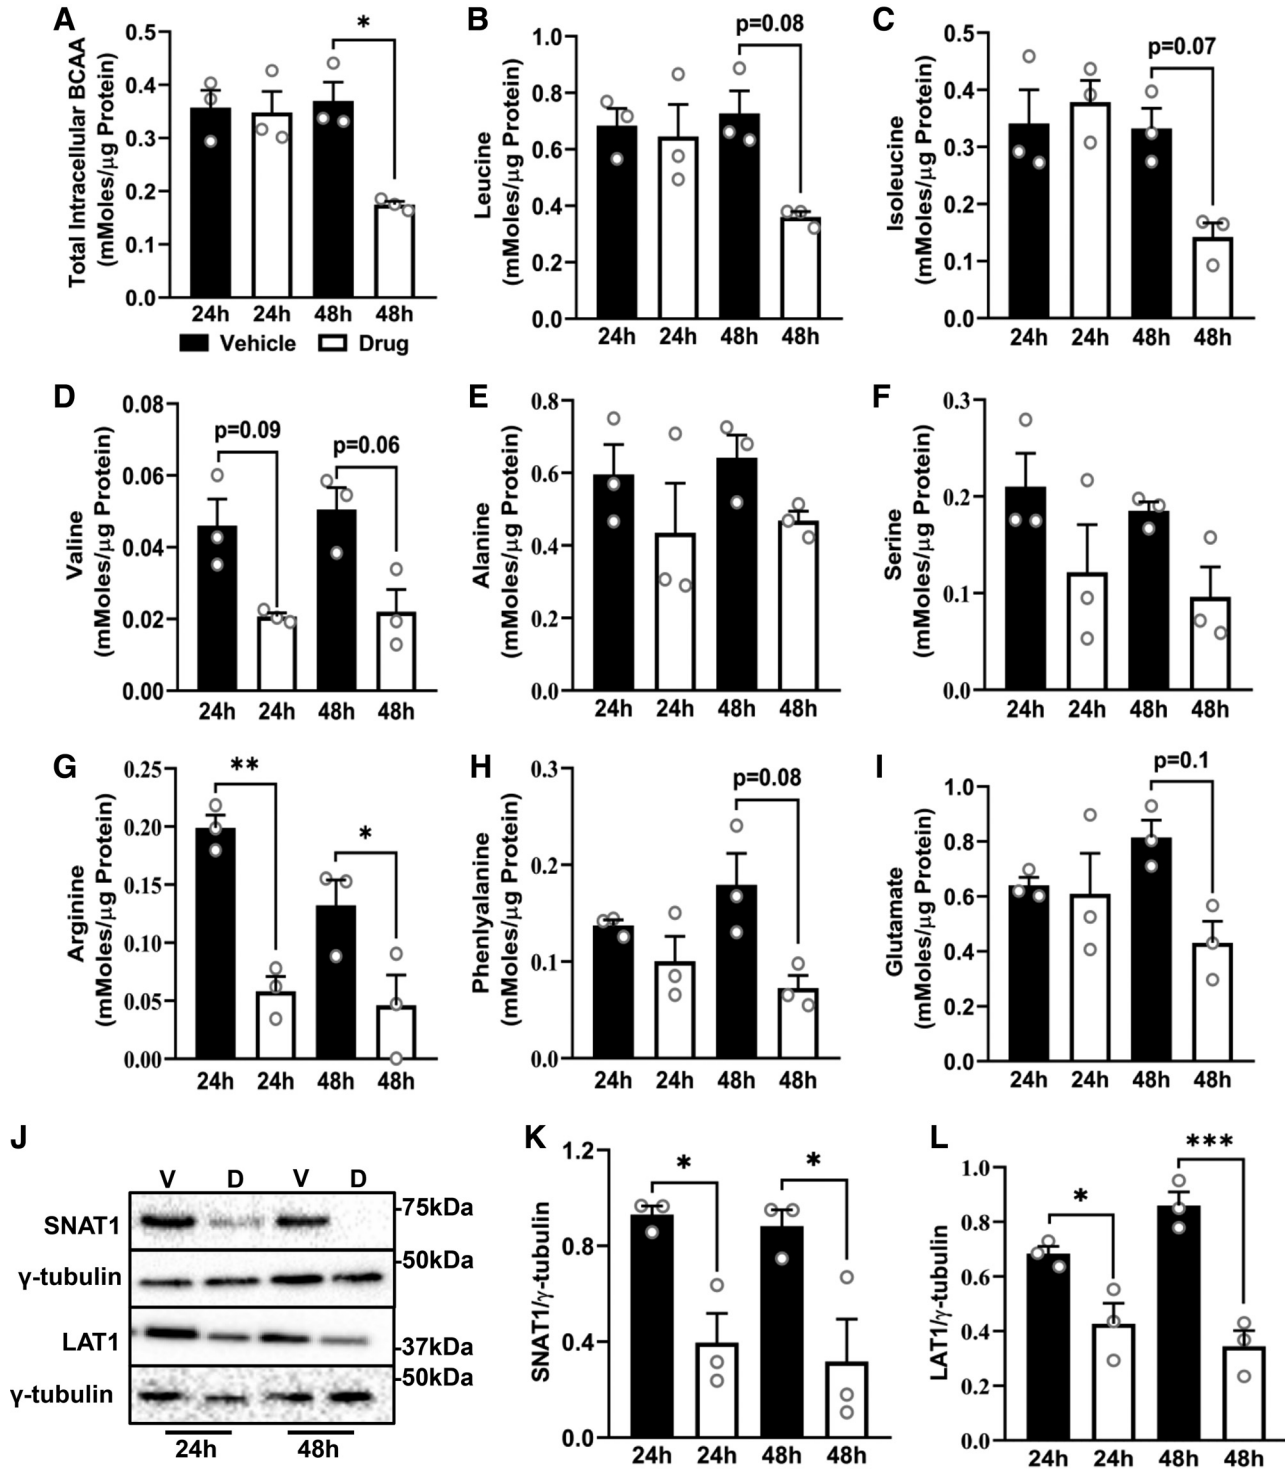 A
Total Intracellular BCAA
(mMoles/µg Protein)
0.5
0.4
0.3
0.2
0.1
0.0
*
24h 24h 48h 48h
Vehicle Drug
B
Leucine
(mMoles/µg Protein)
1.0
0.8
0.6
0.4
0.2
0.0
p=0.08
24h 24h 48h 48h
C
Isoleucine
(mMoles/µg Protein)
0.5
0.4
0.3
0.2
0.1
0.0
p=0.07
24h 24h 48h 48h
D
Valine
(mMoles/µg Protein)
0.08
0.06
0.04
0.02
0.00
p=0.09
p=0.06
24h 24h 48h 48h
E
Alanine
(mMoles/µg Protein)
0.8
0.6
0.4
0.2
0.0
24h 24h 48h 48h
F
Serine
(mMoles/µg Protein)
0.3
0.2
0.1
0.0
24h 24h 48h 48h
G
Arginine
(mMoles/µg Protein)
0.25
0.20
0.15
0.10
0.05
0.00
**
*
24h 24h 48h 48h
H
Phenlyalanine
(mMoles/µg Protein)
0.3
0.2
0.1
0.0
p=0.08
24h 24h 48h 48h
I
Glutamate
(mMoles/µg Protein)
1.0
0.8
0.6
0.4
0.2
0.0
p=0.1
24h 24h 48h 48h
J
V D V D
SNAT1
-75kDa
γ-tubulin
-50kDa
LAT1
-37kDa
γ-tubulin
-50kDa
24h 48h
K
SNAT1/γ-tubulin
1.2
0.8
0.4
0.0
*
*
24h 24h 48h 48h
L
LAT1/γ-tubulin
1.0
0.8
0.6
0.4
0.2
0.0
*
***
24h 24h 48h 48h